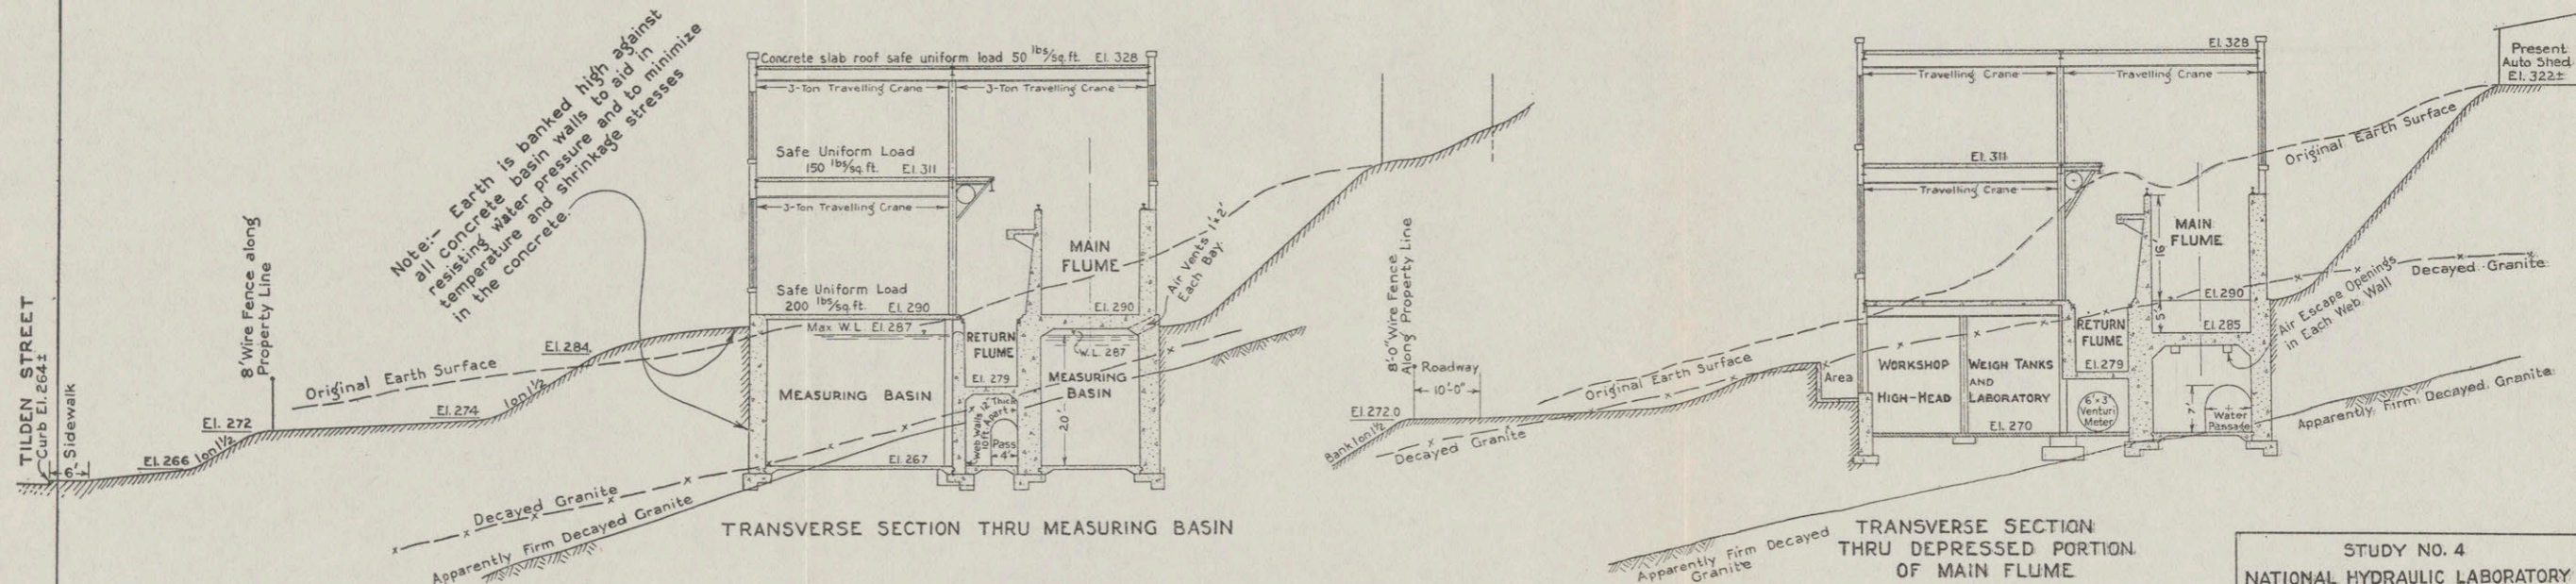 TILDEN STREET
Curb El. 264±
6'
Sidewalk
El. 266
1 on 1½
El. 272
8' Wire Fence along
Property Line
Original Earth Surface
El. 274
1 on 1½
El. 284
Note:- Earth is banked high against
all concrete basin walls to aid in
resisting water pressure and to minimize
temperature and shrinkage stresses
in the concrete.
Decayed Granite
Apparently Firm Decayed Granite
Concrete slab roof safe uniform load 50 lbs/sq.ft. El. 328
3-Ton Travelling Crane
3-Ton Travelling Crane
Safe Uniform Load
150 lbs/sq.ft. El. 311
3-Ton Travelling Crane
Safe Uniform Load
200 lbs/sq.ft. El. 290
Max W.L. El. 287
MEASURING BASIN
El. 267
RETURN
FLUME
El. 279
Web Walls 12" Thick
10 ft. Apart
Pass
4'
MAIN
FLUME
El. 290
W.L. 287
MEASURING
BASIN
20'
Air Vents 1'x2'
Each Bay
TRANSVERSE SECTION THRU MEASURING BASIN
8'-0" Wire Fence
Along Property Line
Roadway
10'-0"
El. 272.0
Bank 1 on 1½
Decayed Granite
Original Earth Surface
Area
El. 328
Travelling Crane
Travelling Crane
El. 311
Travelling Crane
MAIN
FLUME
16'
El. 290
5'
El. 285
RETURN
FLUME
El. 279
WORKSHOP
HIGH-HEAD
WEIGH TANKS
AND
LABORATORY
El. 270
6'x3'
Venturi
Meter
7'
Water
Passage
Present
Auto Shed
El. 322±
Original Earth Surface
Decayed Granite
Air Escape Openings
in Each Web Wall
Apparently Firm Decayed Granite
Apparently Firm Decayed
Granite
TRANSVERSE SECTION
THRU DEPRESSED PORTION
OF MAIN FLUME
STUDY NO. 4
NATIONAL HYDRAULIC LABORATORY